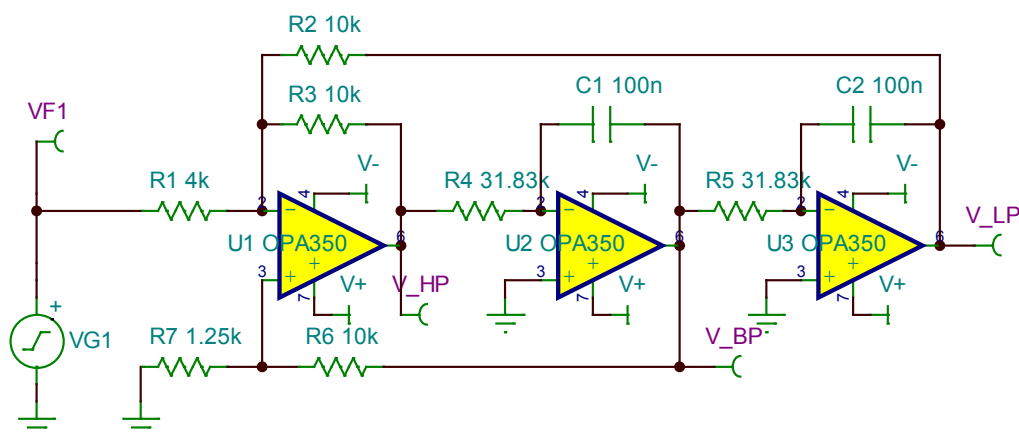 R2 10k
C1 100n
C2 100n
R3 10k
VF1
V-
V-
V-
R1 4k
R4 31.83k
R5 31.83k
2
4
2
4
2
4
−
−
−
V_LP
U1 OPA350
U2 OPA350
U3 OPA350
6
6
6
3
+
+
3
+
+
3
+
+
7
7
7
V+
V+
V+
V_HP
+
VG1
R7 1.25k
R6 10k
V_BP